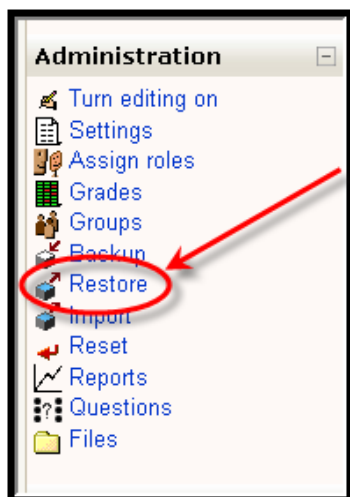 Administration
Turn editing on
Settings
Assign roles
Grades
Groups
Backup
Restore
Import
Reset
Reports
Questions
Files